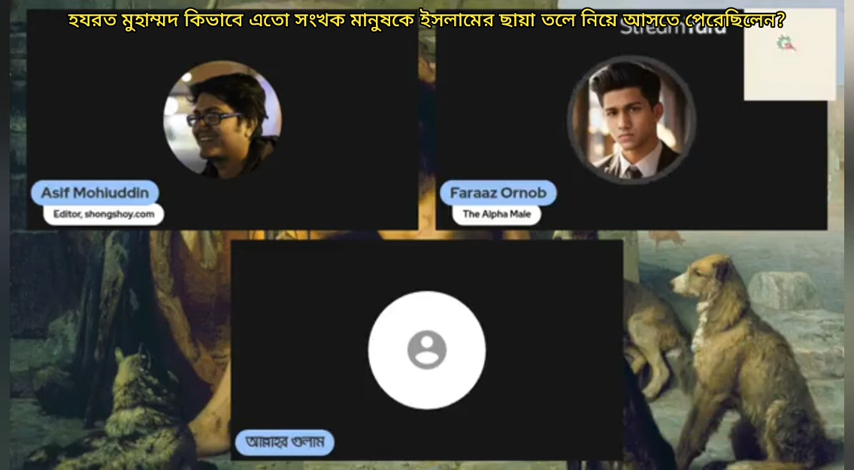 হযরত মুহাম্মদ কিভাবে এতো সংখক মানুষকে ইসলামের ছায়া তলে নিয়ে আসতে পেরেছিলেন?
StreamYard
Asif Mohiuddin
Editor, shongshoy.com
Faraaz Ornob
The Alpha Male
আল্লাহর গুলাম